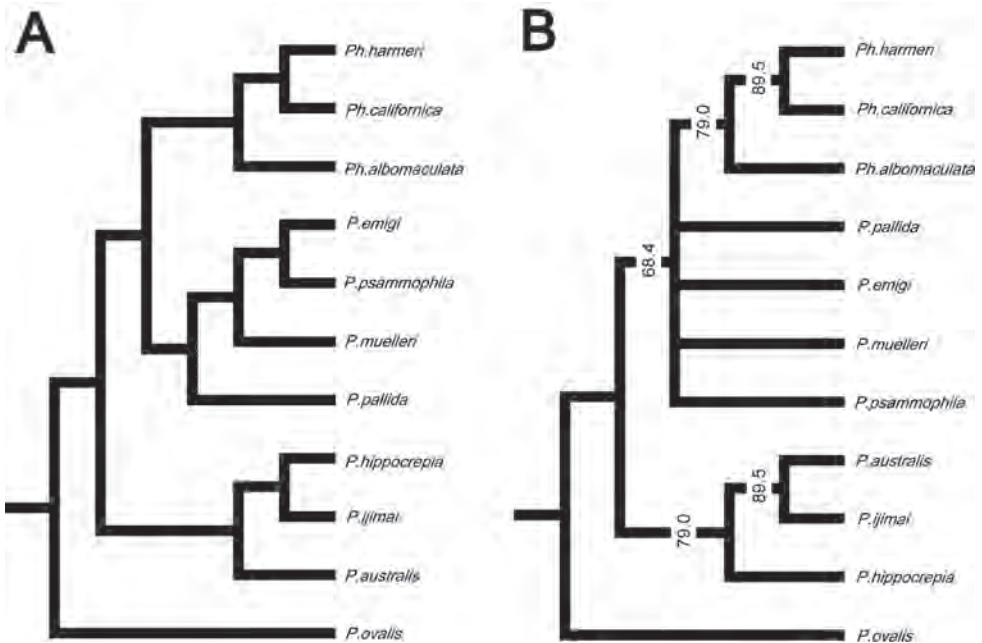 A
Ph.harmeri
Ph.californica
Ph.albomaculata
P.emigi
P.psammophila
P.muelleri
P.pallida
P.hippocrepia
P.ijimai
P.australis
P.ovalis
B
Ph.harmeri
89.5
Ph.californica
79.0
Ph.albomaculata
P.pallida
68.4
P.emigi
P.muelleri
P.psammophila
P.australis
89.5
P.ijimai
79.0
P.hippocrepia
P.ovalis